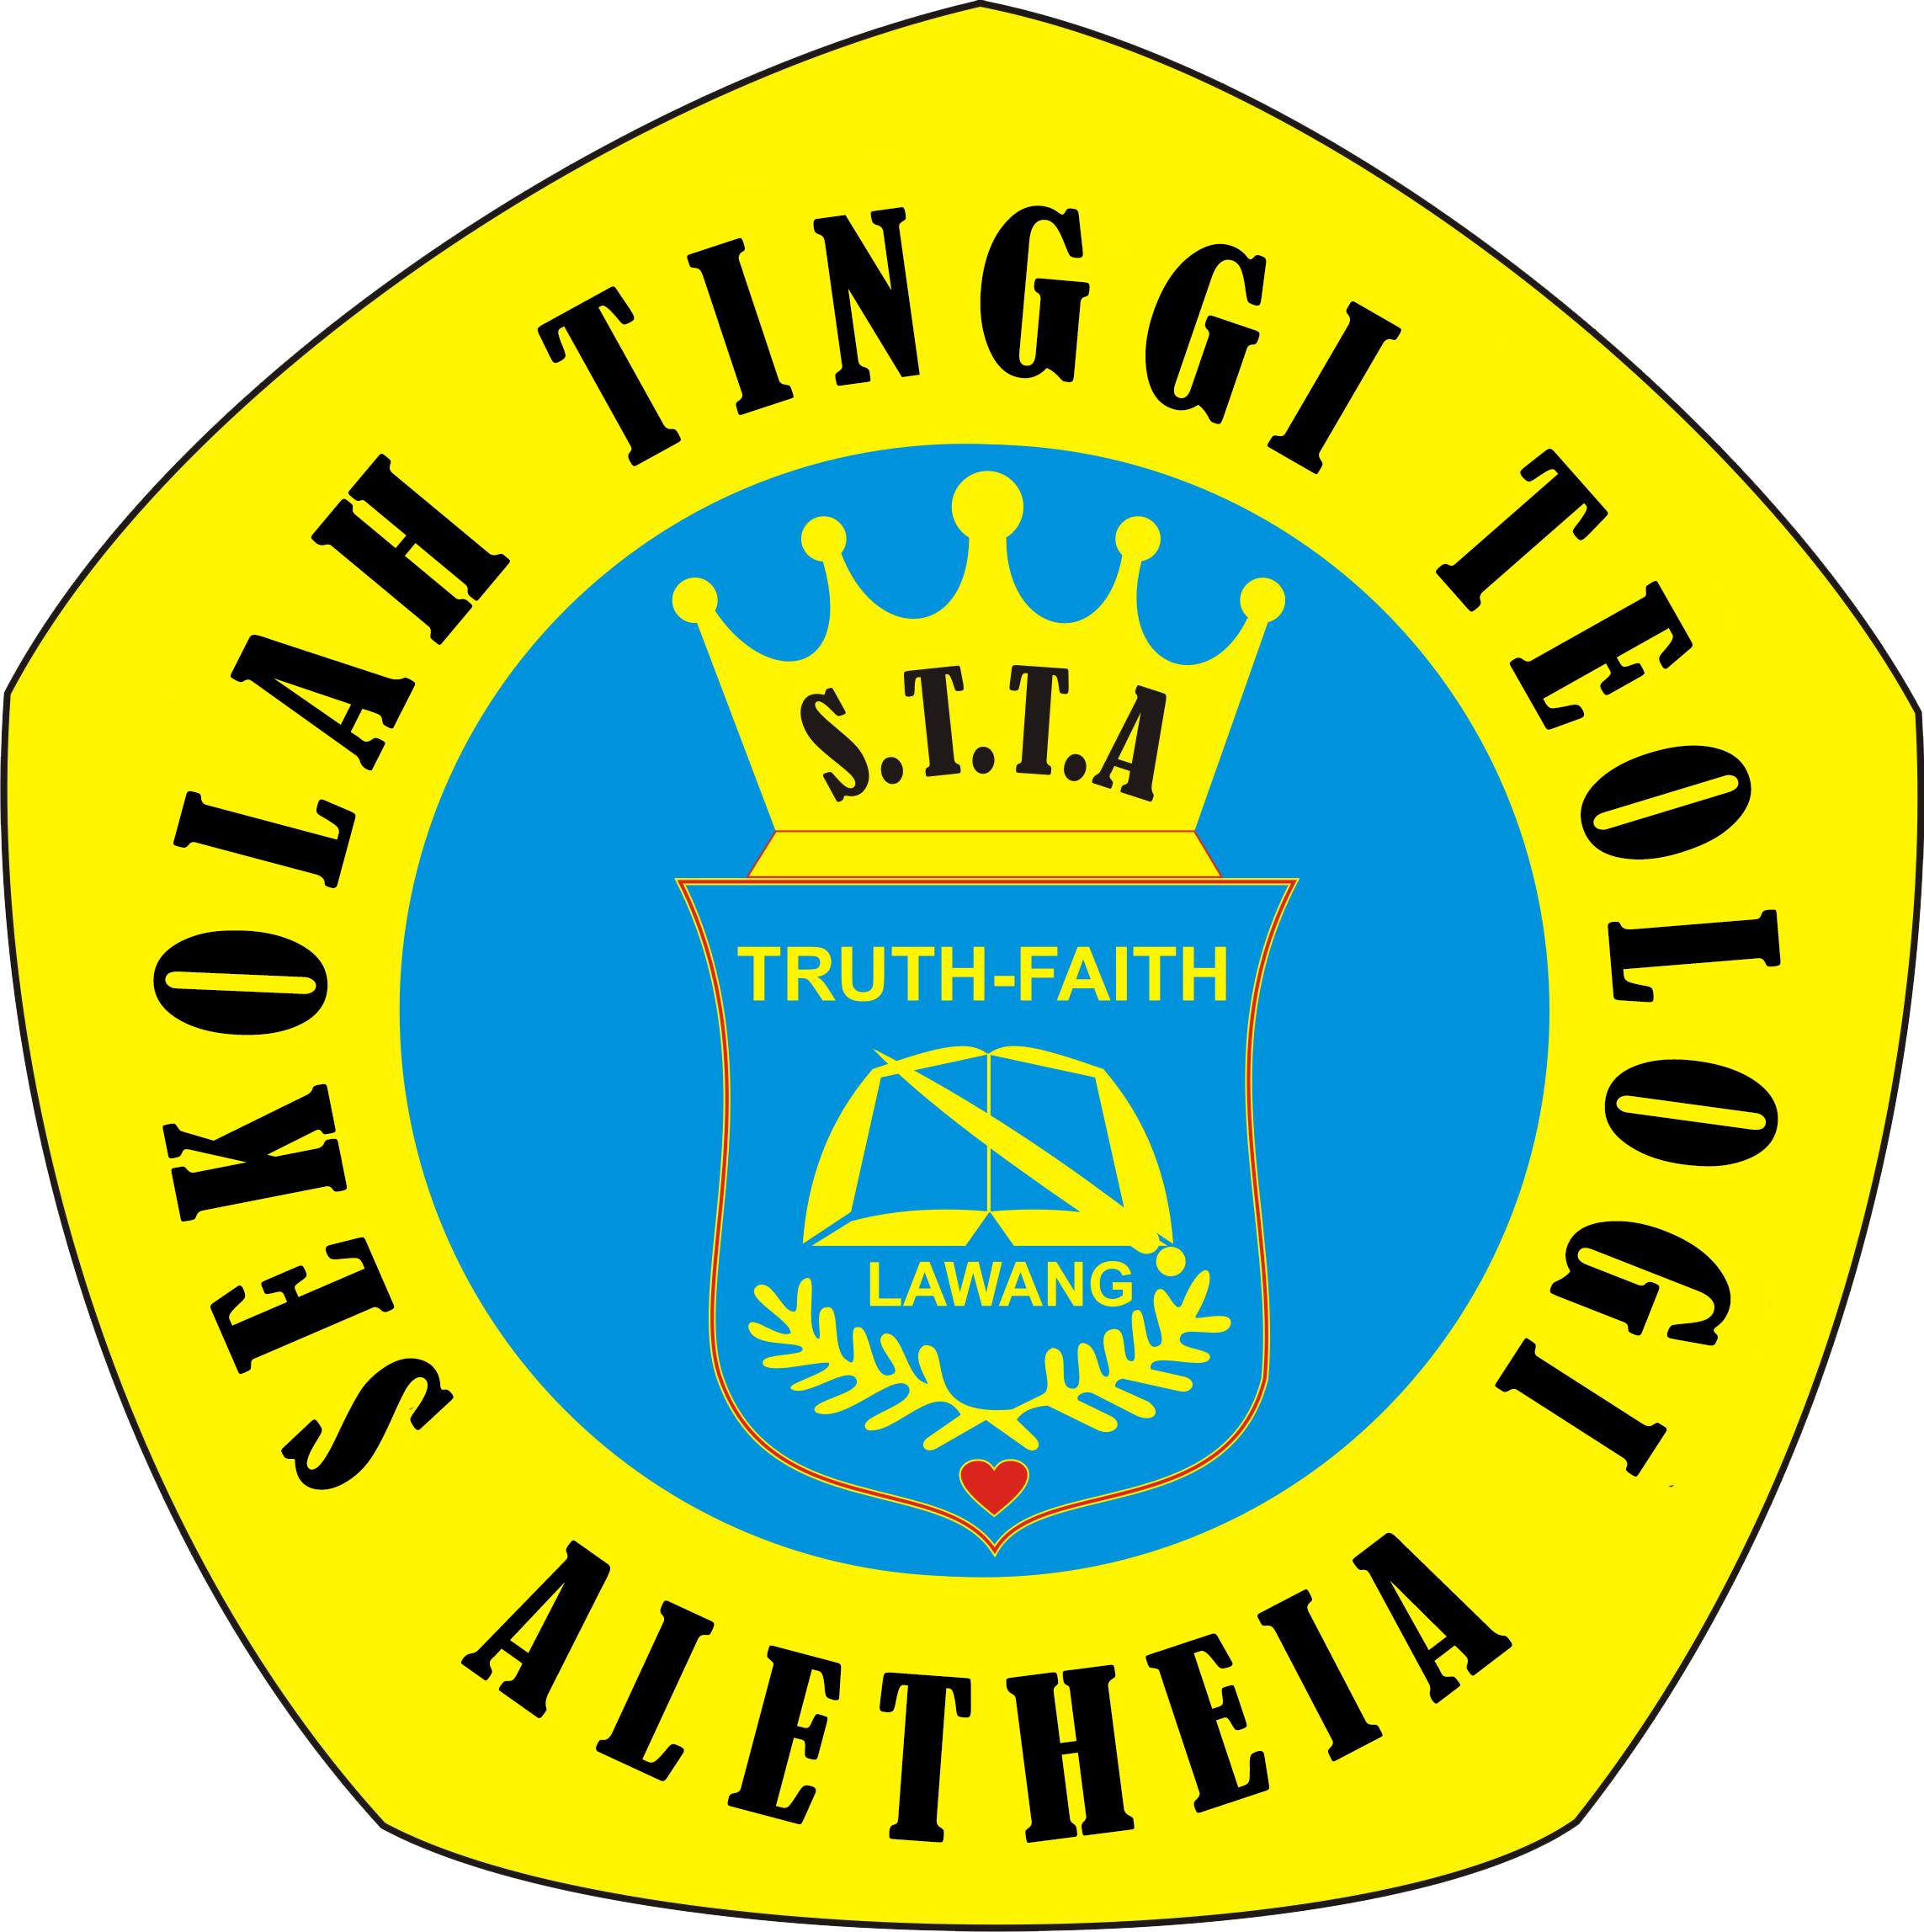 SEKOLAH TINGGI TEOLOGI
ALETHEIA
S.T.T.A
TRUTH-FAITH
LAWANG